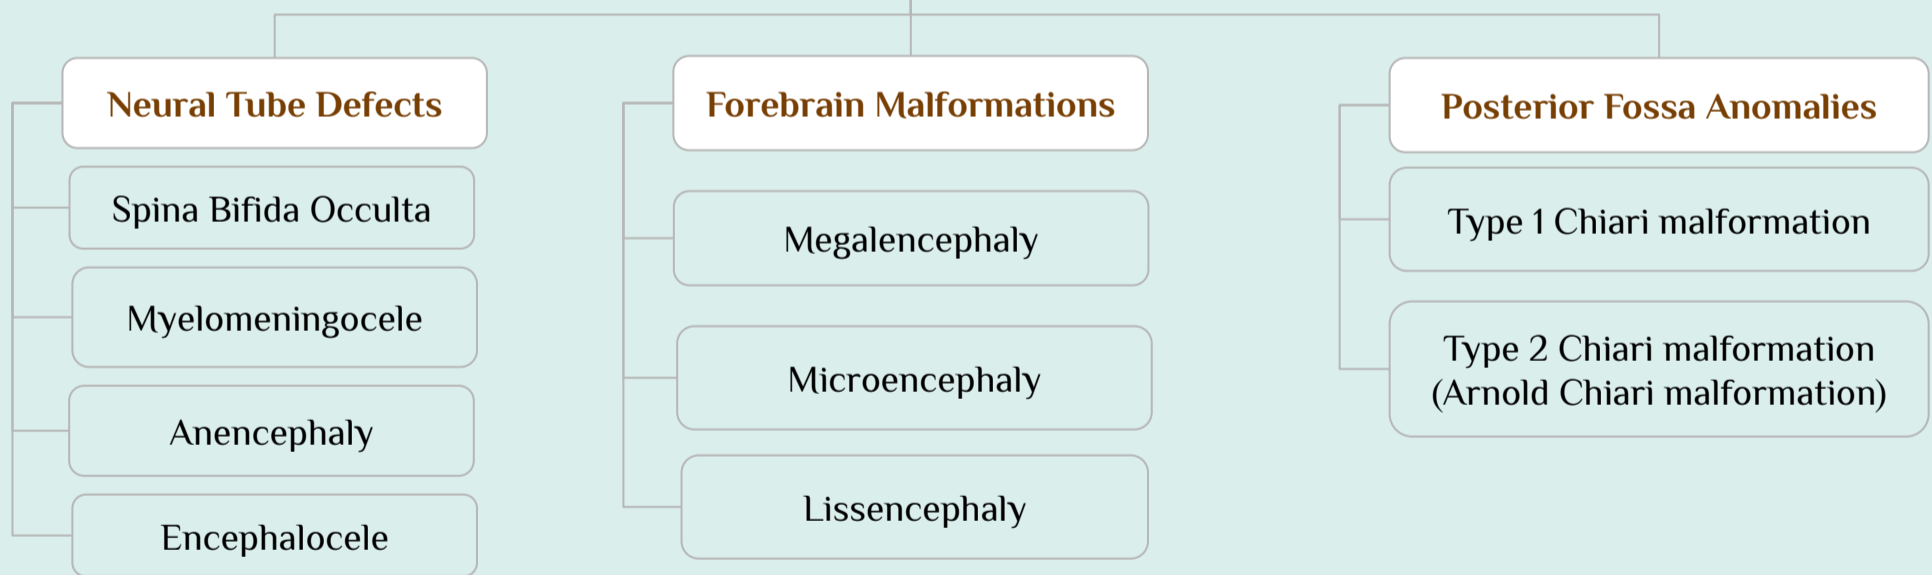 Neural Tube Defects
Spina Bifida Occulta
Myelomeningocele
Anencephaly
Encephalocele
Forebrain Malformations
Megalencephaly
Microencephaly
Lissencephaly
Posterior Fossa Anomalies
Type 1 Chiari malformation
Type 2 Chiari malformation
(Arnold Chiari malformation)